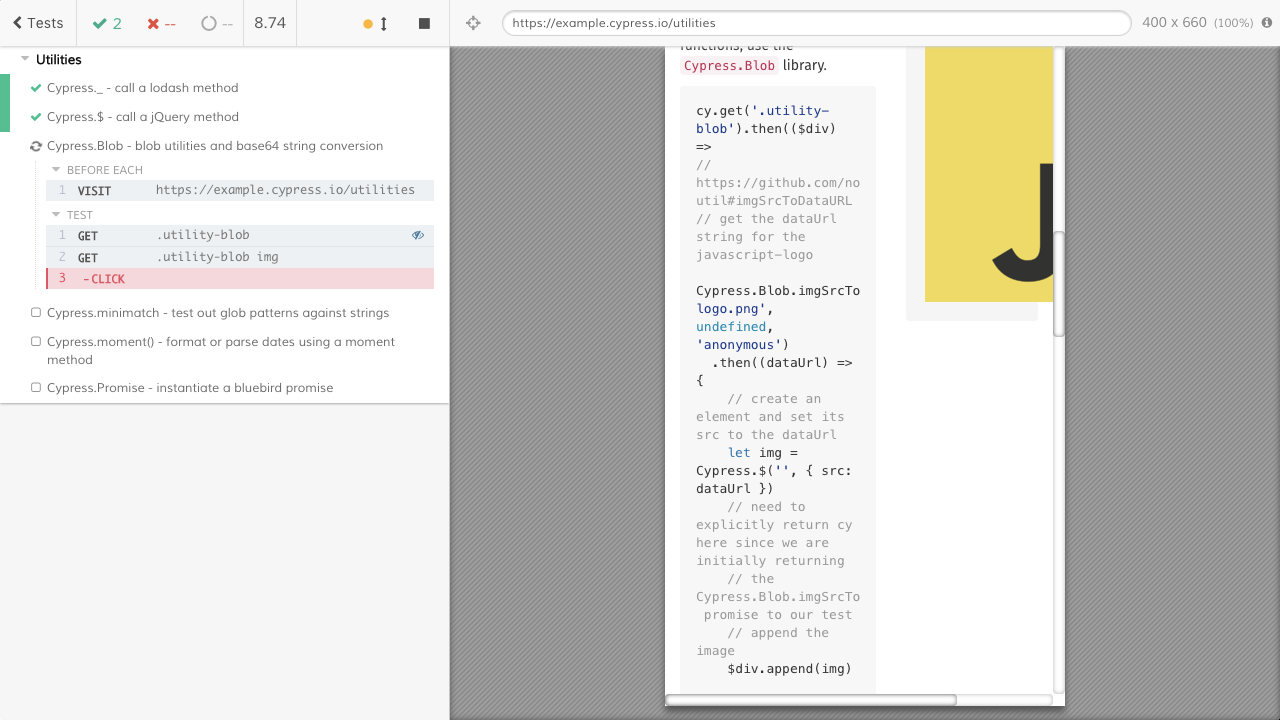 Tests
2
--
--
8.74
https://example.cypress.io/utilities
400 x 660 (100%)
Utilities
Cypress._ - call a lodash method
Cypress.$ - call a jQuery method
Cypress.Blob - blob utilities and base64 string conversion
BEFORE EACH
1 VISIT https://example.cypress.io/utilities
TEST
1 GET .utility-blob
2 GET .utility-blob img
3 -CLICK
Cypress.minimatch - test out glob patterns against strings
Cypress.moment() - format or parse dates using a moment
method
Cypress.Promise - instantiate a bluebird promise
functions, use the
Cypress.Blob library.
cy.get('.utility-
blob').then(($div)
=>
//
https://github.com/no
util#imgSrcToDataURL
// get the dataUrl
string for the
javascript-logo
Cypress.Blob.imgSrcTo
logo.png',
undefined,
'anonymous')
.then((dataUrl) =>
{
// create an
element and set its
src to the dataUrl
let img =
Cypress.$('', { src:
dataUrl })
// need to
explicitly return cy
here since we are
initially returning
// the
Cypress.Blob.imgSrcTo
promise to our test
// append the
image
$div.append(img)
J